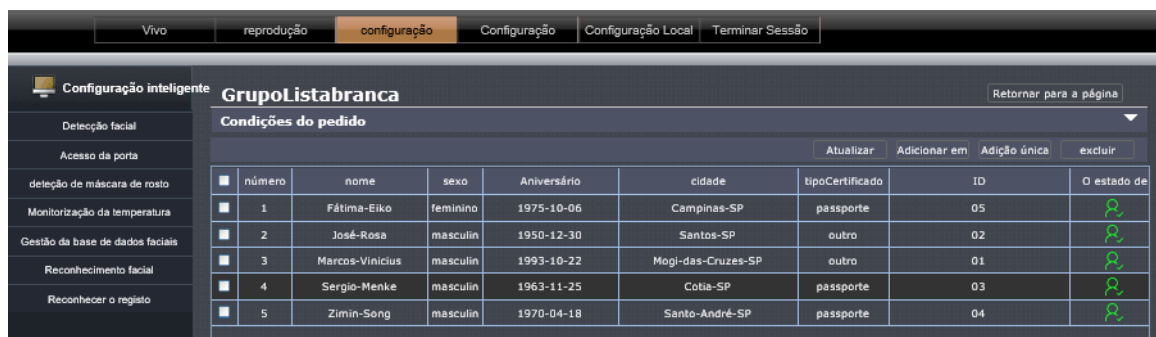 Vivo reprodução configuração Configuração Configuração Local Terminar Sessão
Configuração inteligente
Detecção facial
Acesso da porta
deteção de máscara de rosto
Monitorização da temperatura
Gestão da base de dados faciais
Reconhecimento facial
Reconhecer o registo
GrupoListabranca Retornar para a página
Condições do pedido
Atualizar Adicionar em Adição única excluir
número nome sexo Aniversário cidade tipoCertificado ID O estado de
1 Fátima-Eiko feminino 1975-10-06 Campinas-SP passporte 05
2 José-Rosa masculin 1950-12-30 Santos-SP outro 02
3 Marcos-Vinicius masculin 1993-10-22 Mogi-das-Cruzes-SP outro 01
4 Sergio-Menke masculin 1963-11-25 Cotia-SP passporte 03
5 Zimin-Song masculin 1970-04-18 Santo-André-SP passporte 04